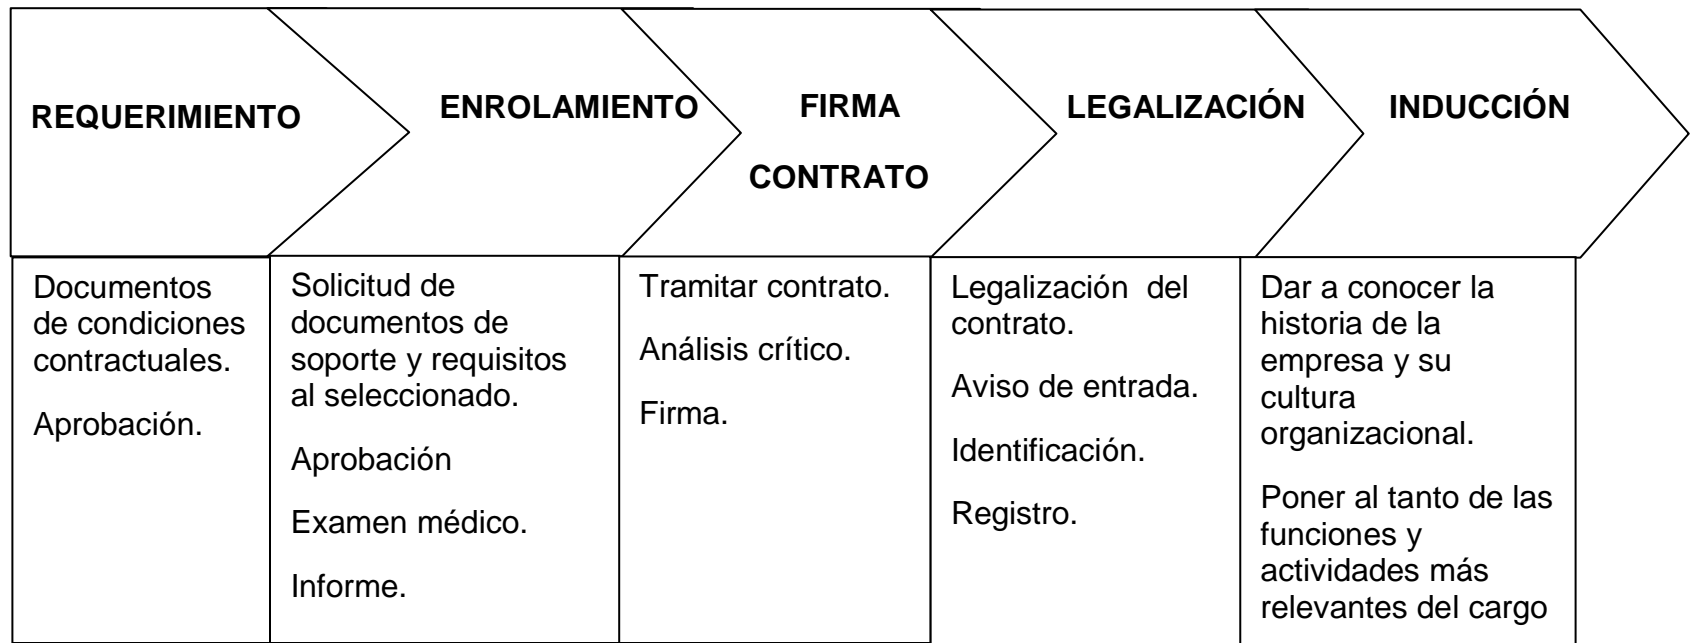 REQUERIMIENTO
ENROLAMIENTO
FIRMA
CONTRATO
LEGALIZACIÓN
INDUCCIÓN
Documentos
de condiciones
contractuales.
Aprobación.
Solicitud de
documentos de
soporte y requisitos
al seleccionado.
Aprobación
Examen médico.
Informe.
Tramitar contrato.
Análisis crítico.
Firma.
Legalización del
contrato.
Aviso de entrada.
Identificación.
Registro.
Dar a conocer la
historia de la
empresa y su
cultura
organizacional.
Poner al tanto de las
funciones y
actividades más
relevantes del cargo